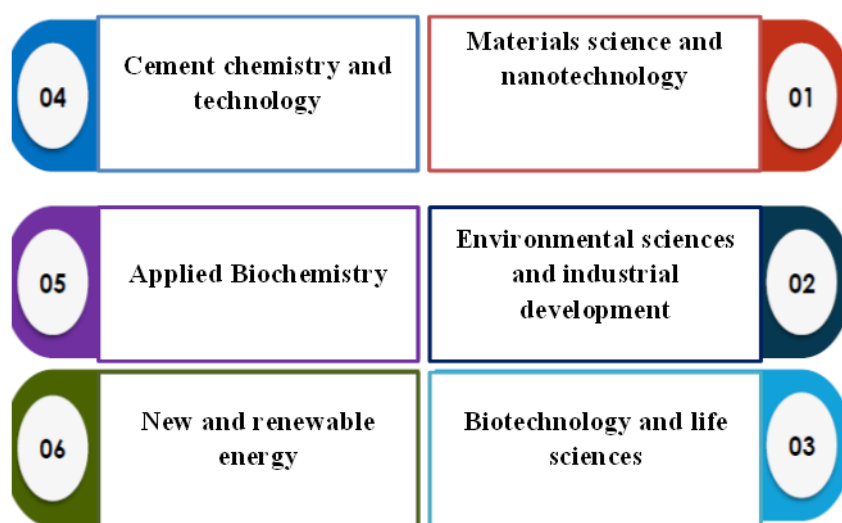 01
Materials science and
nanotechnology
02
Environmental sciences
and industrial
development
03
Biotechnology and life
sciences
04
Cement chemistry and
technology
05
Applied Biochemistry
06
New and renewable
energy